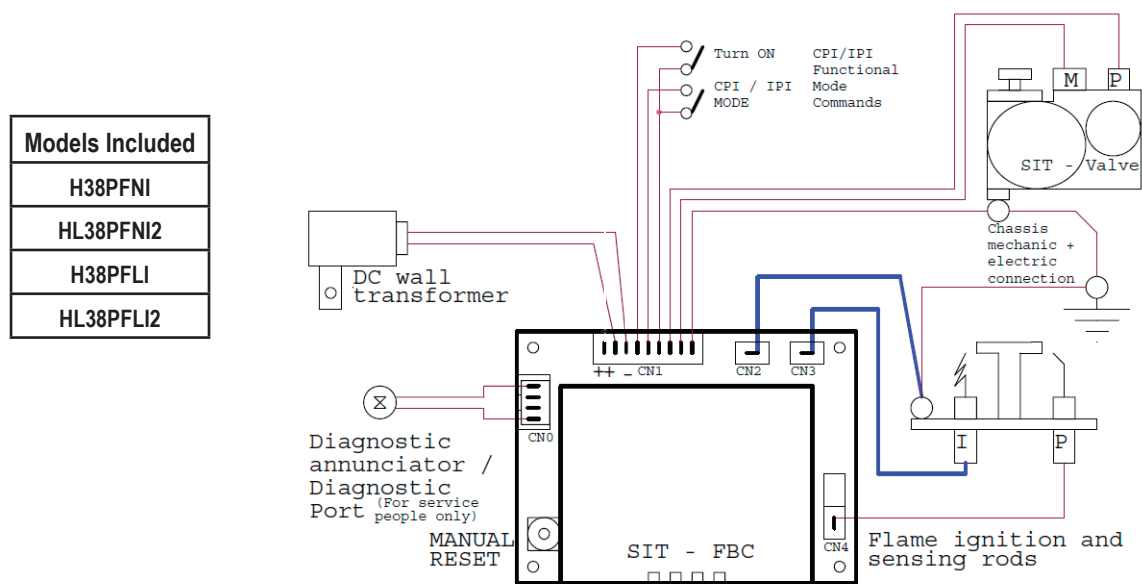 Models Included
H38PFNI
HL38PFNI2
H38PFLI
HL38PFLI2
Turn ON
CPI / IPI
MODE
CPI/IPI
Functional
Mode
Commands
M P
SIT - Valve
Chassis
mechanic +
electric
connection
DC wall
transformer
++ - CN1
CN2
CN3
CN0
Diagnostic
annunciator /
Diagnostic
Port (For service
people only)
MANUAL
RESET
SIT - FBC
CN4
I P
Flame ignition and
sensing rods